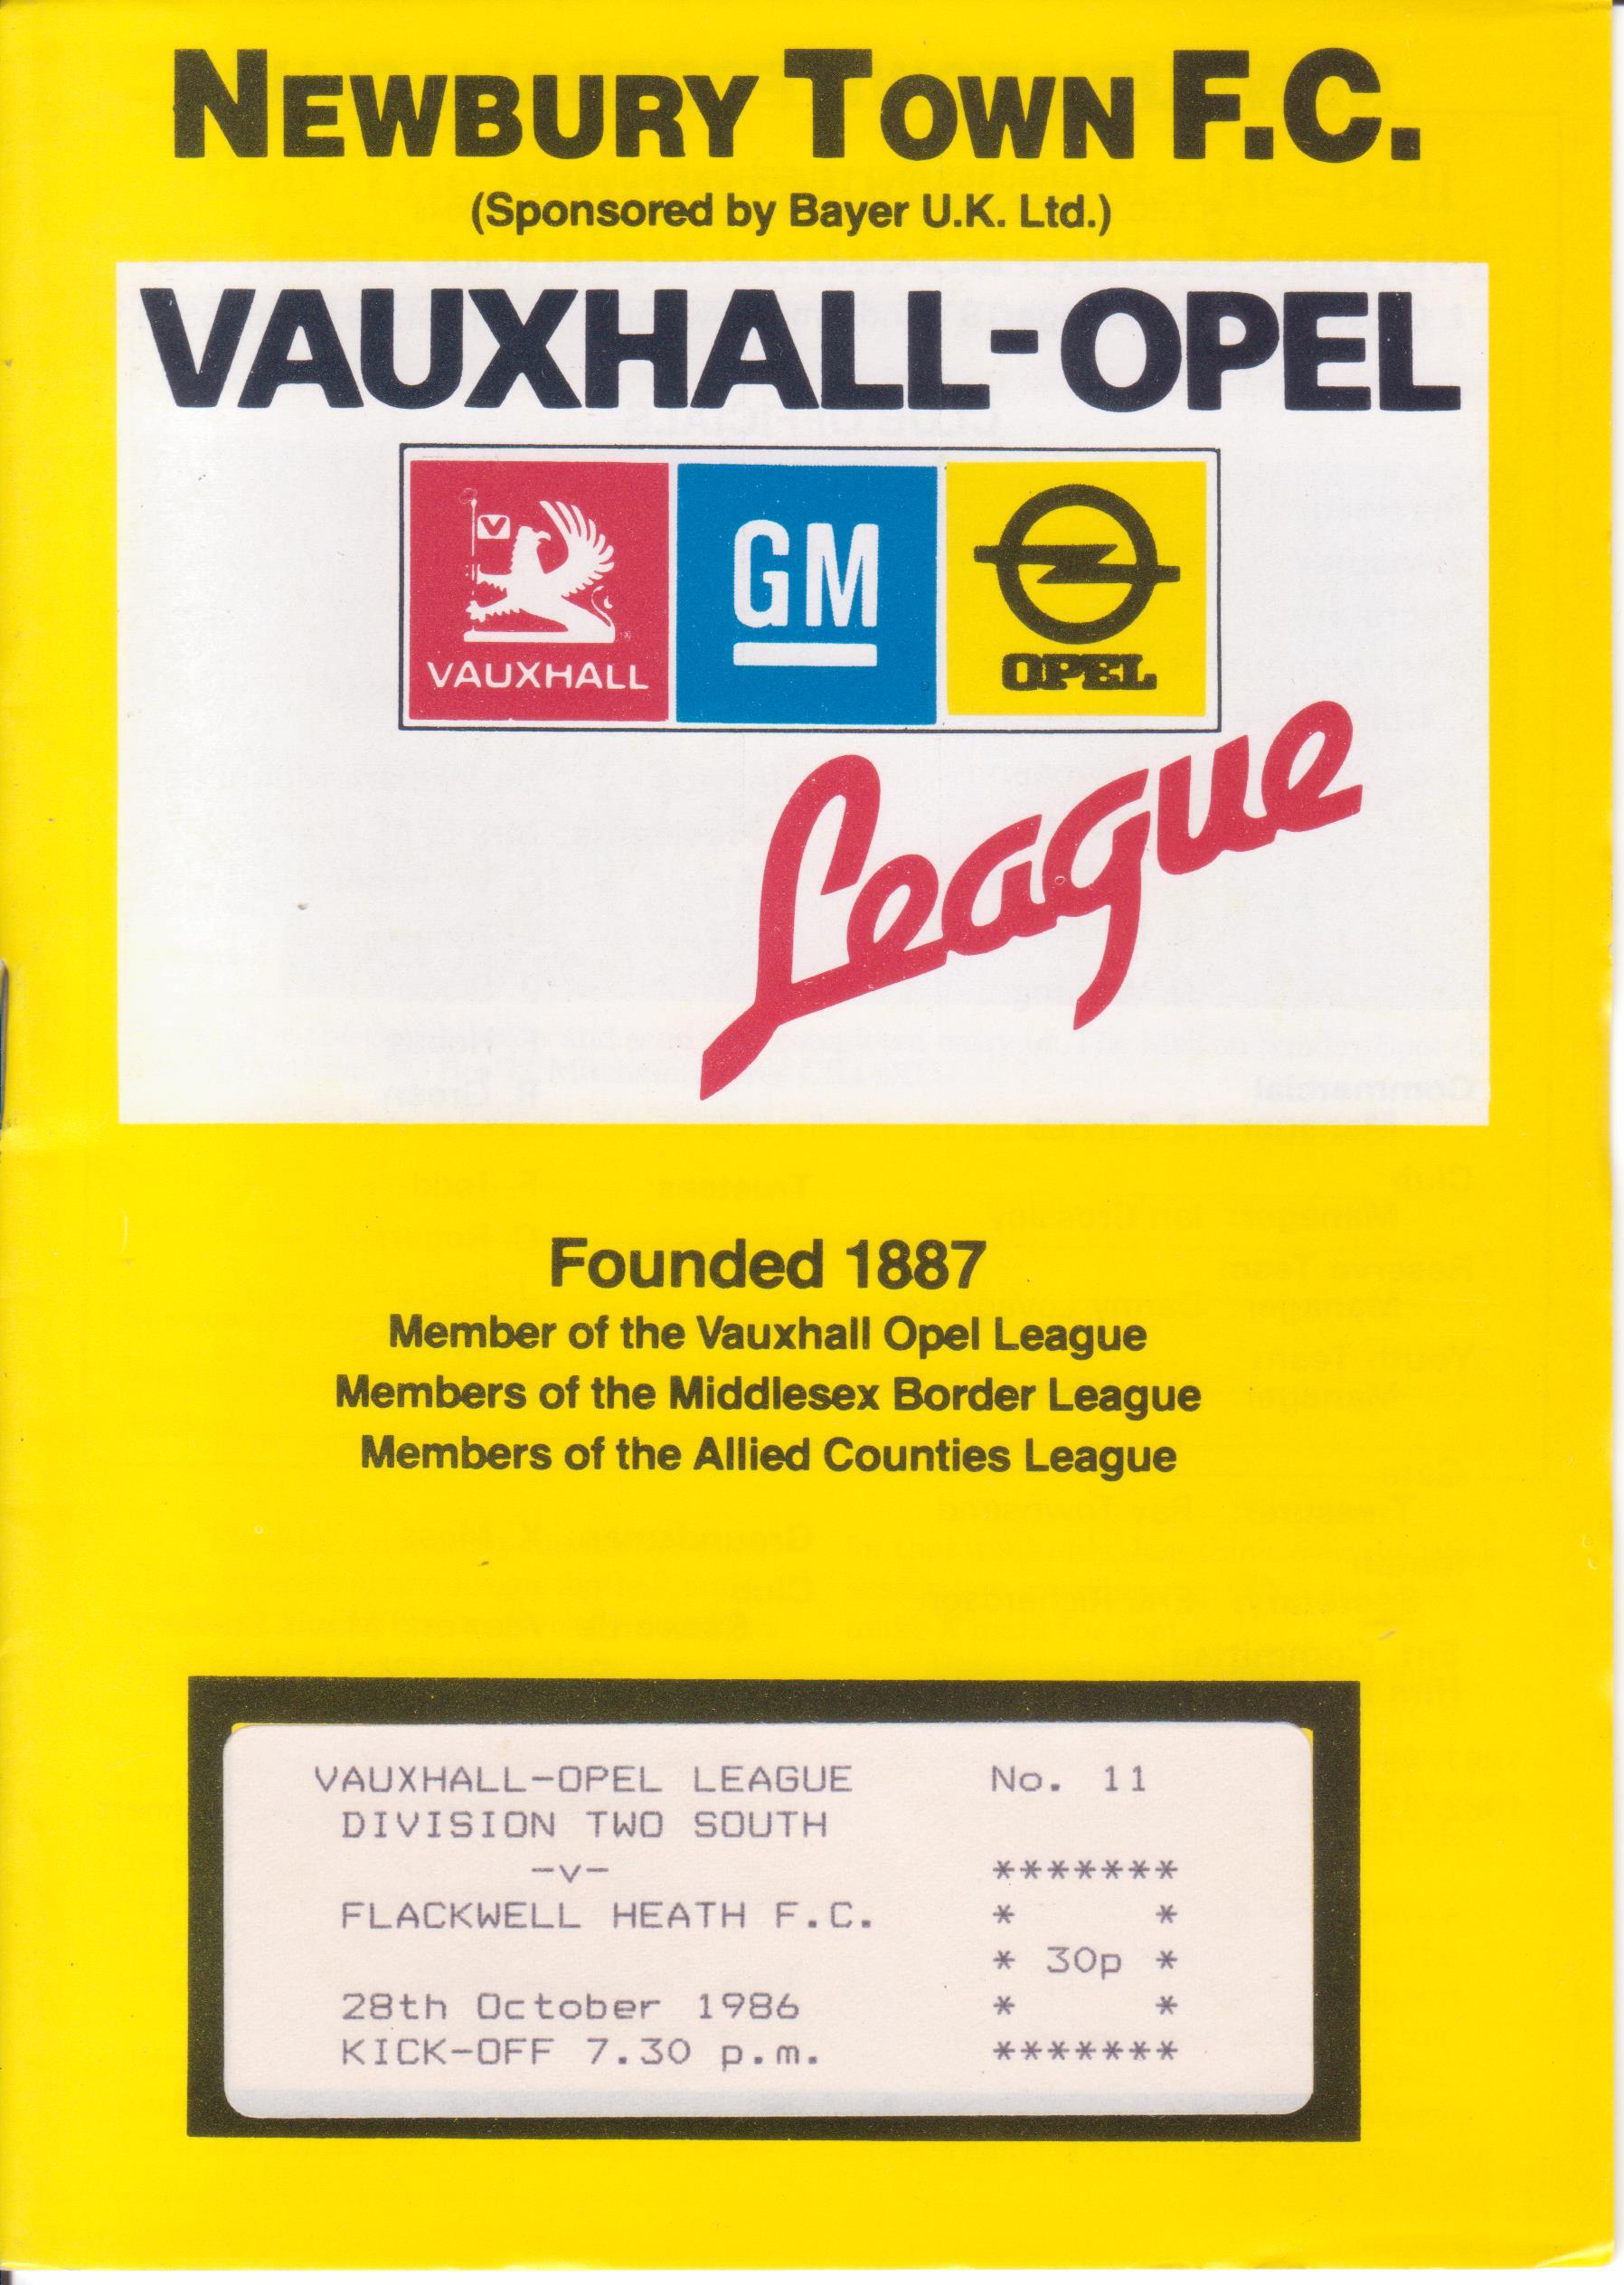 NEWBURY TOWN F.C.
(Sponsored by Bayer U.K. Ltd.)
VAUXHALL-OPEL
V
VAUXHALL
GM
OPEL
League
Founded 1887
Member of the Vauxhall Opel League
Members of the Middlesex Border League
Members of the Allied Counties League
VAUXHALL-OPEL LEAGUE No. 11
DIVISION TWO SOUTH
-v- *******
FLACKWELL HEATH F.C. * *
* 30p *
28th October 1986 * *
KICK-OFF 7.30 p.m. *******